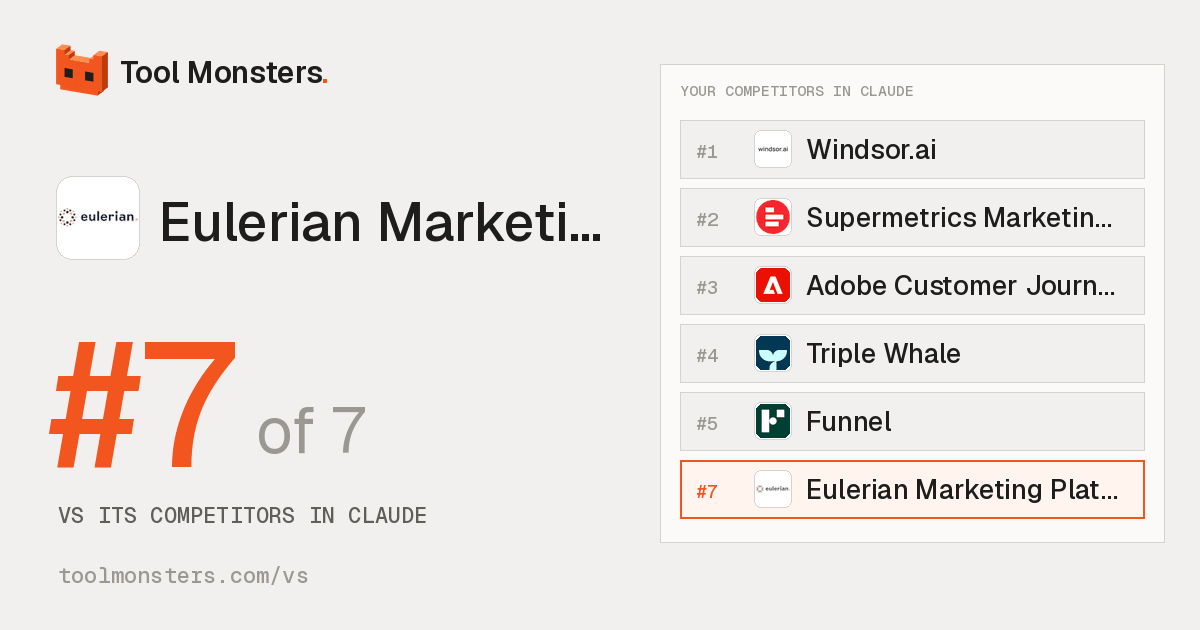 Tool Monsters.
eulerian.
Eulerian Marketi...
#7 of 7
VS ITS COMPETITORS IN CLAUDE
toolmonsters.com/vs
YOUR COMPETITORS IN CLAUDE
#1 windsor.ai Windsor.ai
#2 Supermetrics Marketin...
#3 Adobe Customer Journ...
#4 Triple Whale
#5 Funnel
#7 eulerian. Eulerian Marketing Plat...